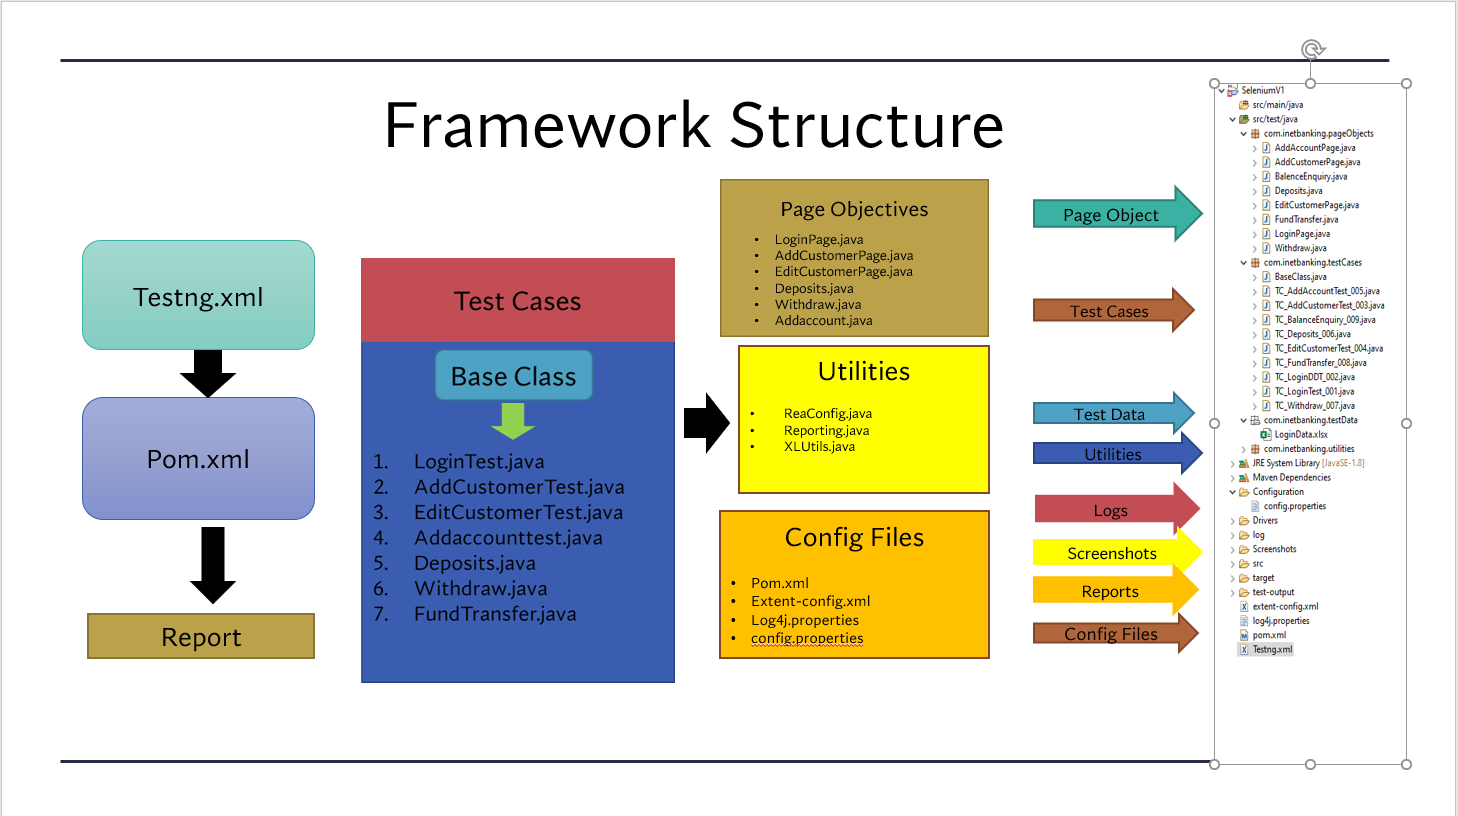 Framework Structure
Testng.xml
Pom.xml
Report
Test Cases
Base Class
1. LoginTest.java
2. AddCustomerTest.java
3. EditCustomerTest.java
4. Addaccounttest.java
5. Deposits.java
6. Withdraw.java
7. FundTransfer.java
Page Objectives
• LoginPage.java
• AddCustomerPage.java
• EditCustomerPage.java
• Deposits.java
• Withdraw.java
• Addaccount.java
Utilities
• ReaConfig.java
• Reporting.java
• XLUtils.java
Config Files
• Pom.xml
• Extent-config.xml
• Log4j.properties
• config.properties
Page Object
Test Cases
Test Data
Utilities
Logs
Screenshots
Reports
Config Files
SeleniumV1
src/main/java
src/test/java
com.inetbanking.pageObjects
AddAccountPage.java
AddCustomerPage.java
BalenceEnquiry.java
Deposits.java
EditCustomerPage.java
FundTransfer.java
LoginPage.java
Withdraw.java
com.inetbanking.testCases
BaseClass.java
TC_AddAccountTest_005.java
TC_AddCustomerTest_003.java
TC_BalanceEnquiry_009.java
TC_Deposits_006.java
TC_EditCustomerTest_004.java
TC_FundTransfer_008.java
TC_LoginDDT_002.java
TC_LoginTest_001.java
TC_Withdraw_007.java
com.inetbanking.testData
LoginData.xlsx
com.inetbanking.utilities
JRE System Library [JavaSE-1.8]
Maven Dependencies
Configuration
config.properties
Drivers
log
Screenshots
src
target
test-output
extent-config.xml
log4j.properties
pom.xml
Testng.xml